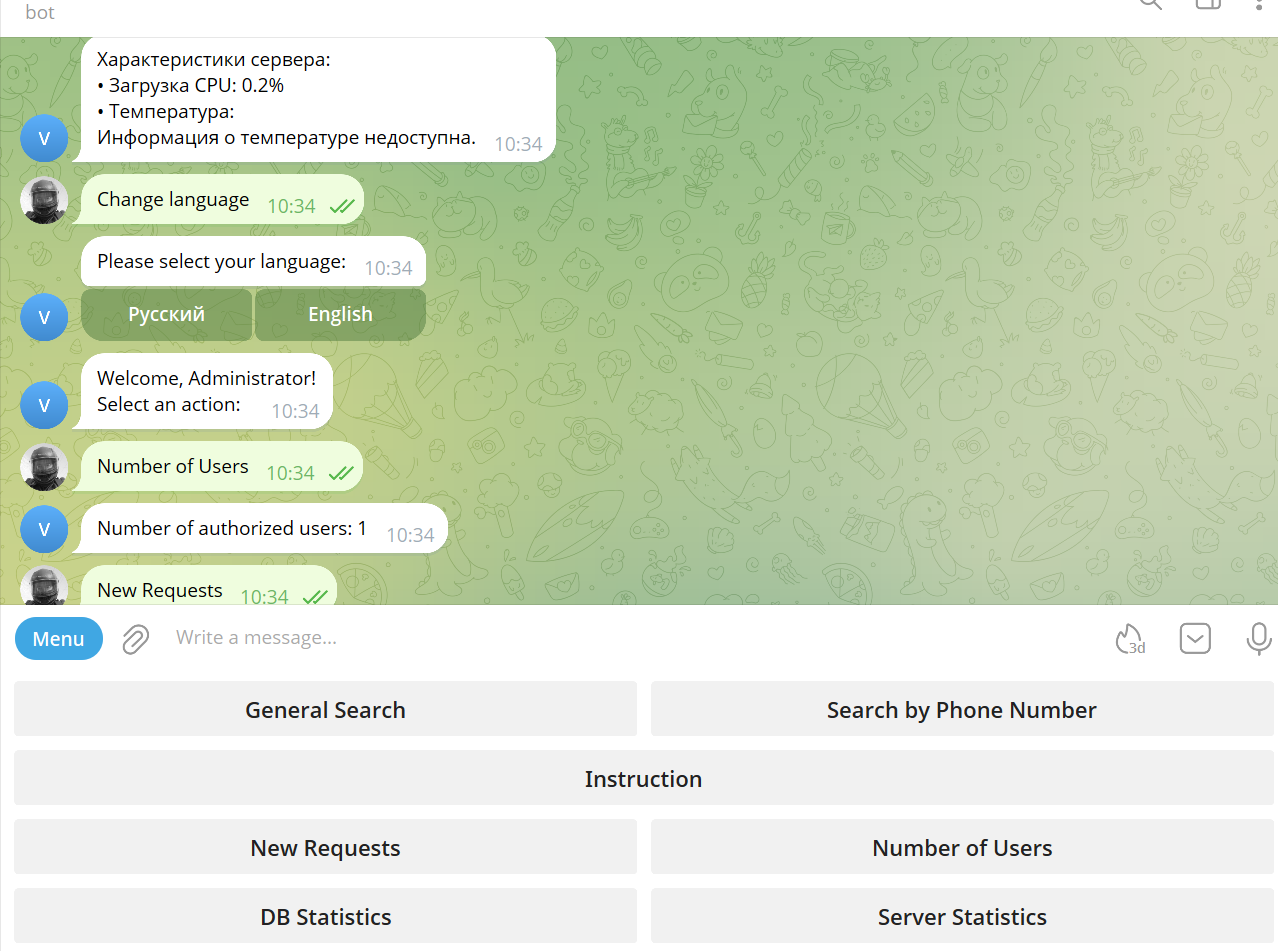 bot
Характеристики сервера:
• Загрузка CPU: 0.2%
• Температура:
Информация о температуре недоступна. 10:34
V
Change language 10:34
Please select your language: 10:34
V
Русский English
Welcome, Administrator!
Select an action: 10:34
V
Number of Users 10:34
V
Number of authorized users: 1 10:34
New Requests 10:34
Menu Write a message... 3d
General Search Search by Phone Number
Instruction
New Requests Number of Users
DB Statistics Server Statistics